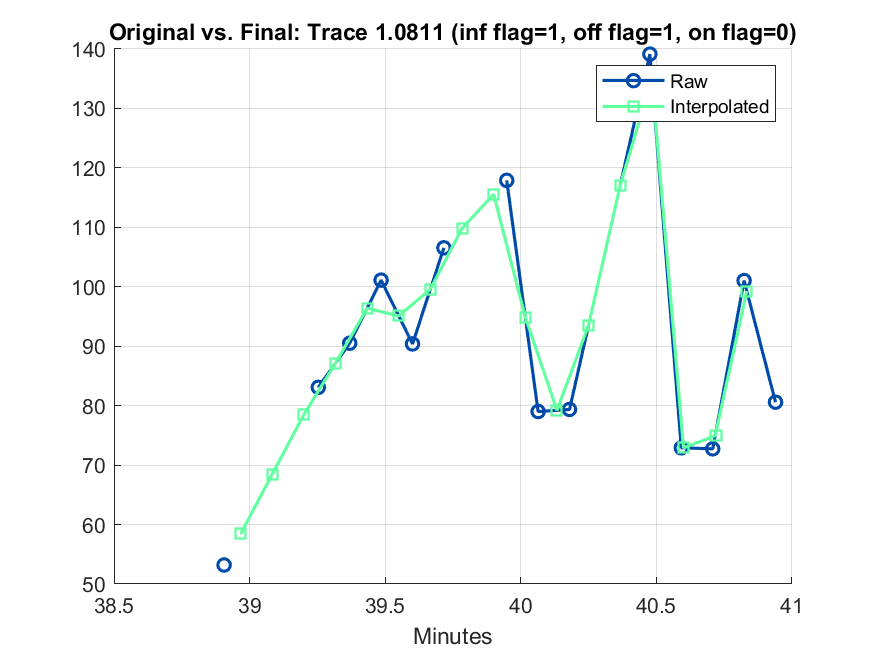 Original vs. Final: Trace 1.0811 (inf flag=1, off flag=1, on flag=0)
140
130
120
110
100
90
80
70
60
50
Raw
Interpolated
38.5 39 39.5 40 40.5 41
Minutes